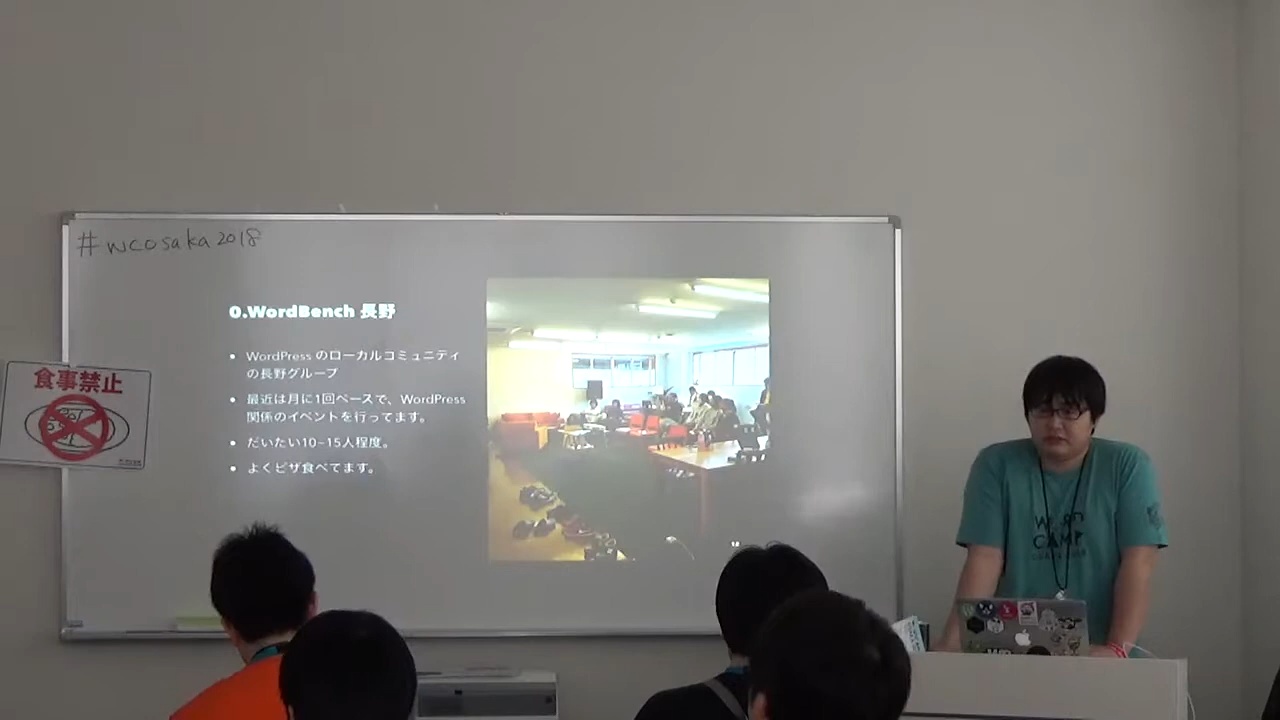 #wcosaka2018
0.WordBench 長野
• WordPress のローカルコミュニティ
の長野グループ
• 最近は月に1回ペースで、WordPress
関係のイベントを行ってます。
• だいたい10−15人程度。
• よくピザ食べてます。
食事禁止
WORD
CAMP